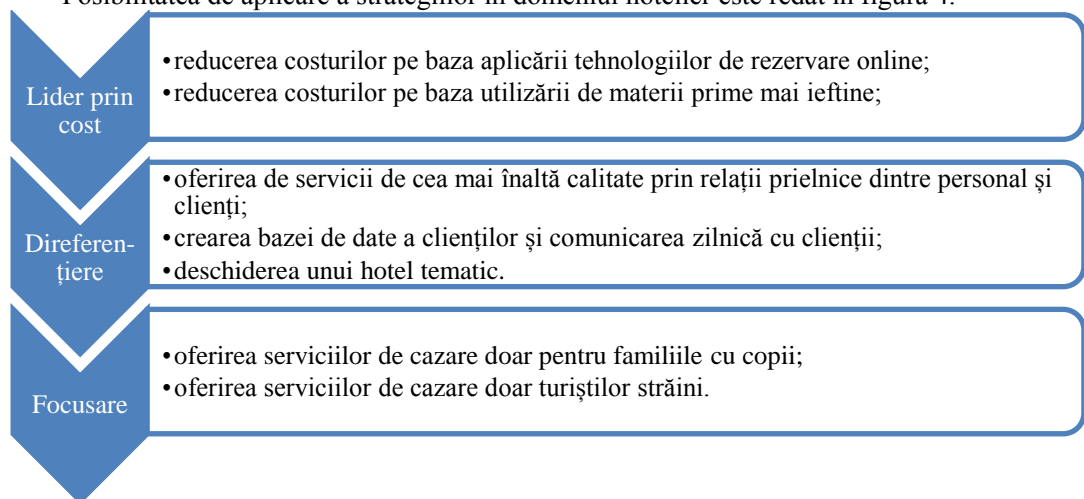 Posibilitatea de aplicare a strategiilor în domeniul hotelier este redat în figura 4.
Lider prin
cost
•reducerea costurilor pe baza aplicării tehnologiilor de rezervare online;
•reducerea costurilor pe baza utilizării de materii prime mai ieftine;
Direferen-
țiere
•oferirea de servicii de cea mai înaltă calitate prin relații prielnice dintre personal și
clienți;
•crearea bazei de date a clienților și comunicarea zilnică cu clienții;
•deschiderea unui hotel tematic.
Focusare
•oferirea serviciilor de cazare doar pentru familiile cu copii;
•oferirea serviciilor de cazare doar turiștilor străini.